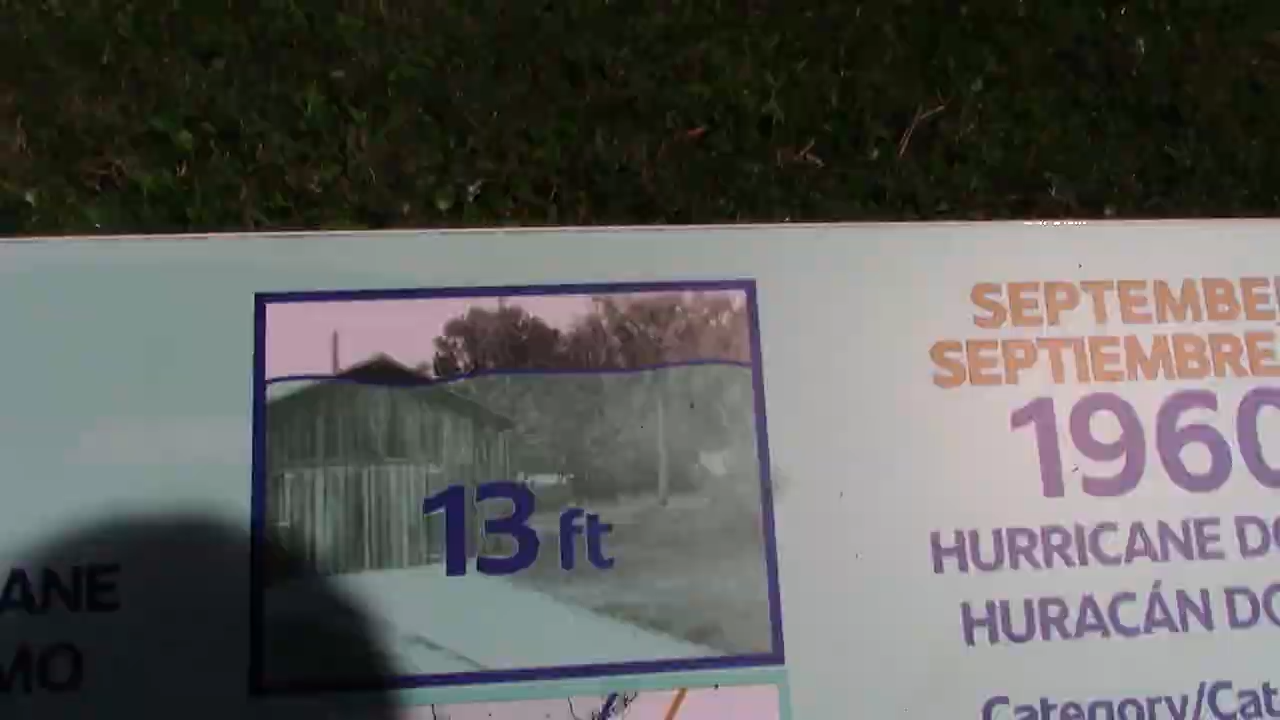 13 ft
SEPTEMBE
SEPTIEMBRE
1960
HURRICANE DO
HURACÁN DO
Category/Cat
ANE
MO